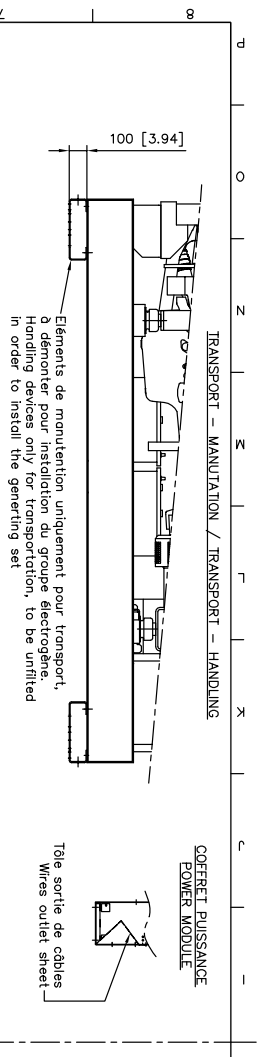 7
8
P
O
N
M
L
K
J
I
100 [3.94]
TRANSPORT - MANUTATION / TRANSPORT - HANDLING
Eléments de manutention uniquement pour transport,
à démonter pour installation du groupe électrogène.
Handling devices only for transportation, to be unfilted
in order to install the generting set
COFFRET PUISSANCE
POWER MODULE
Tôle sortie de câbles
Wires outlet sheet